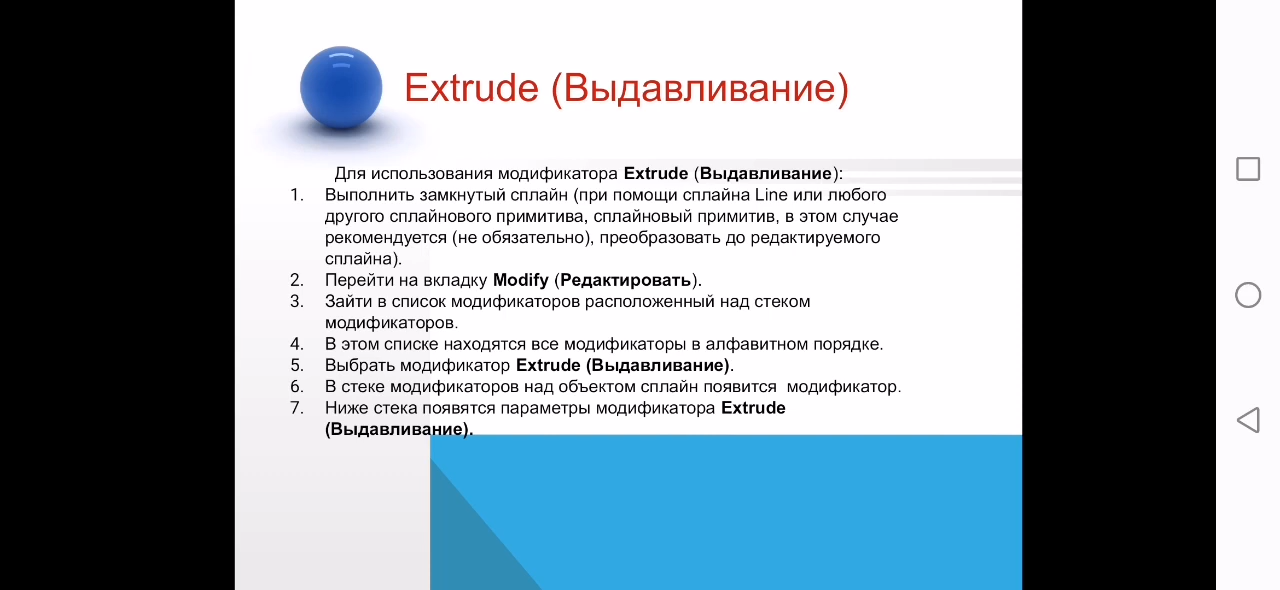 Extrude (Выдавливание)
Для использования модификатора Extrude (Выдавливание):
1. Выполнить замкнутый сплайн (при помощи сплайна Line или любого
другого сплайнового примитива, сплайновый примитив, в этом случае
рекомендуется (не обязательно), преобразовать до редактируемого
сплайна).
2. Перейти на вкладку Modify (Редактировать).
3. Зайти в список модификаторов расположенный над стеком
модификаторов.
4. В этом списке находятся все модификаторы в алфавитном порядке.
5. Выбрать модификатор Extrude (Выдавливание).
6. В стеке модификаторов над объектом сплайн появится модификатор.
7. Ниже стека появятся параметры модификатора Extrude
(Выдавливание).